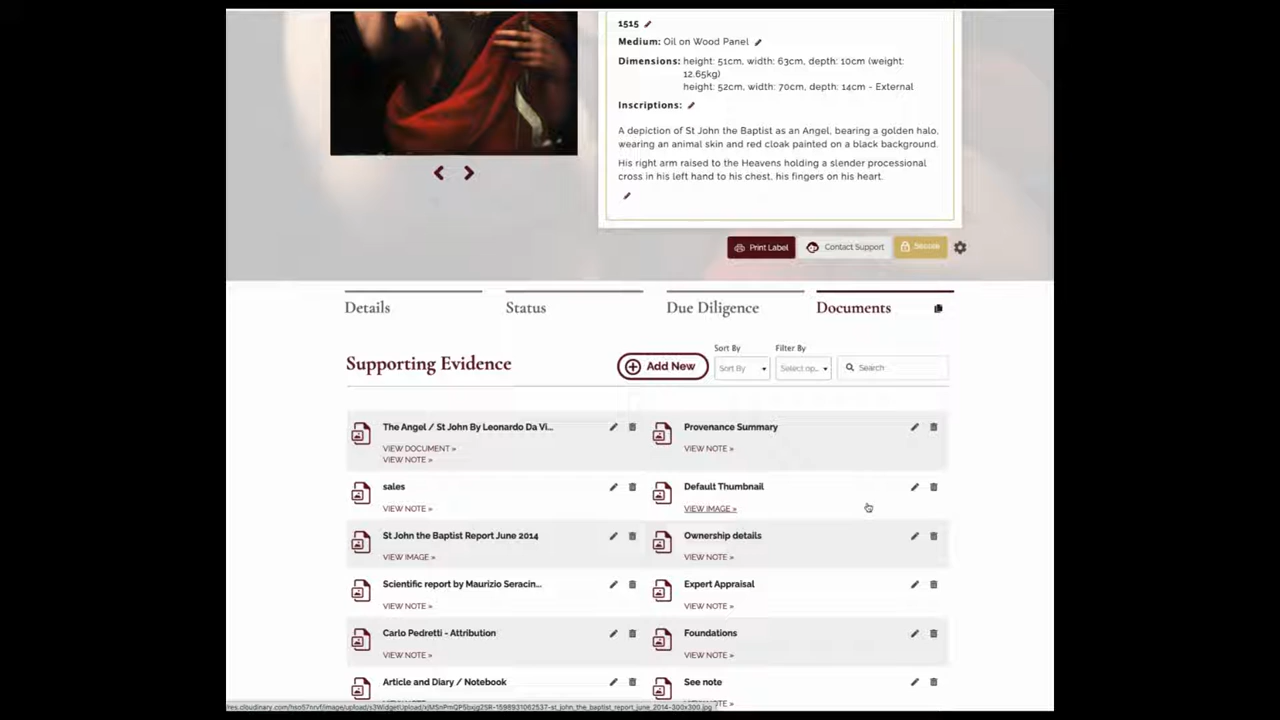 1515
Medium: Oil on Wood Panel
Dimensions: height: 51cm, width: 63cm, depth: 10cm (weight:
12.65kg)
height: 52cm, width: 70cm, depth: 14cm - External
Inscriptions:
A depiction of St John the Baptist as an Angel, bearing a golden halo,
wearing an animal skin and red cloak painted on a black background.
His right arm raised to the Heavens holding a slender processional
cross in his left hand to his chest, his fingers on his heart.
Print Label
Contact Support
Details
Status
Due Diligence
Documents
Supporting Evidence
Add New
Sort By
Sort By
Filter By
Select op...
Search
The Angel / St John By Leonardo Da Vi...
VIEW DOCUMENT »
VIEW NOTE »
Provenance Summary
VIEW NOTE »
sales
VIEW NOTE »
Default Thumbnail
VIEW IMAGE »
St John the Baptist Report June 2014
VIEW IMAGE »
Ownership details
VIEW NOTE »
Scientific report by Maurizio Seracin...
VIEW NOTE »
Expert Appraisal
VIEW NOTE »
Carlo Pedretti - Attribution
VIEW NOTE »
Foundations
VIEW NOTE »
Article and Diary / Notebook
See note